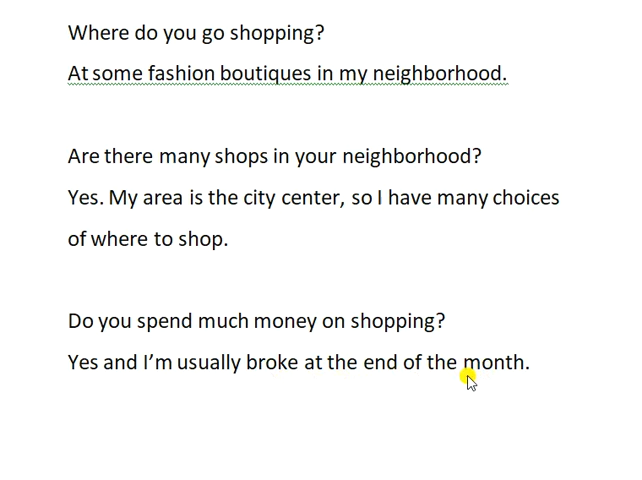 Where do you go shopping?
At some fashion boutiques in my neighborhood.
Are there many shops in your neighborhood?
Yes. My area is the city center, so I have many choices
of where to shop.
Do you spend much money on shopping?
Yes and I’m usually broke at the end of the month.